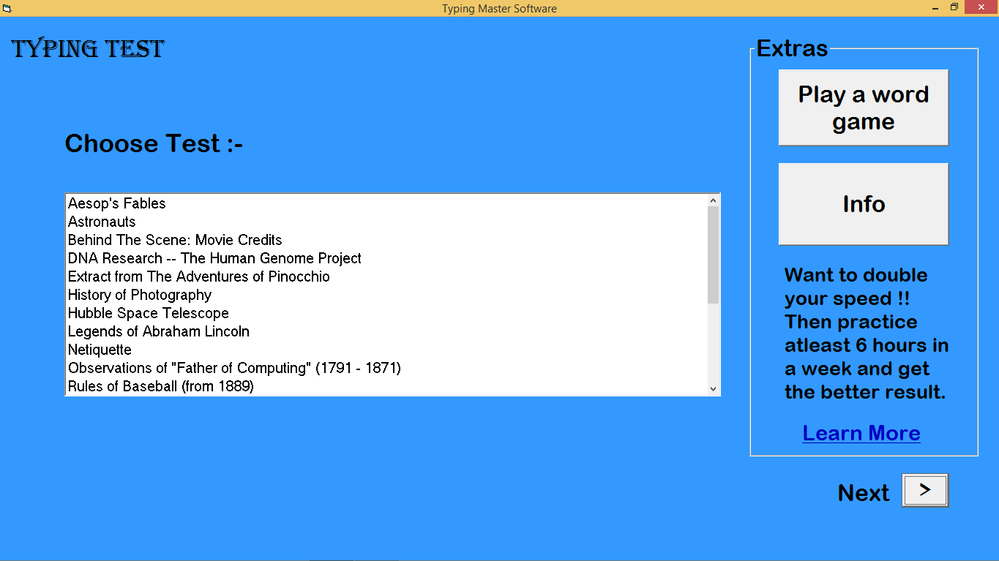 Typing Master Software
TYPING TEST
Choose Test :-
Aesop's Fables
Astronauts
Behind The Scene: Movie Credits
DNA Research -- The Human Genome Project
Extract from The Adventures of Pinocchio
History of Photography
Hubble Space Telescope
Legends of Abraham Lincoln
Netiquette
Observations of "Father of Computing" (1791 - 1871)
Rules of Baseball (from 1889)
Extras
Play a word
game
Info
Want to double
your speed !!
Then practice
atleast 6 hours in
a week and get
the better result.
Learn More
Next >